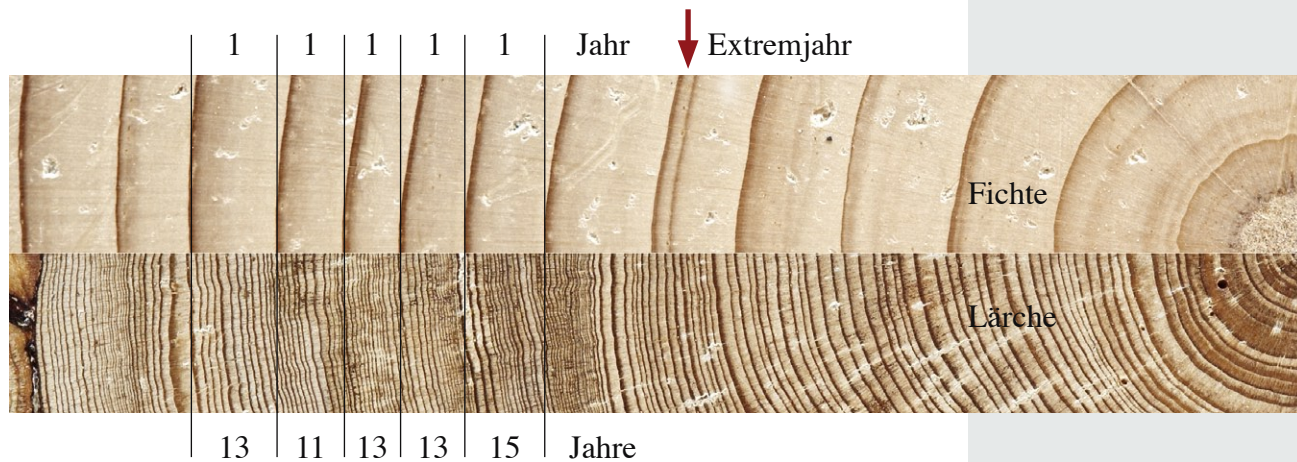 1 1 1 1 1 Jahr Extremjahr
Fichte
Lärche
13 11 13 13 15 Jahre